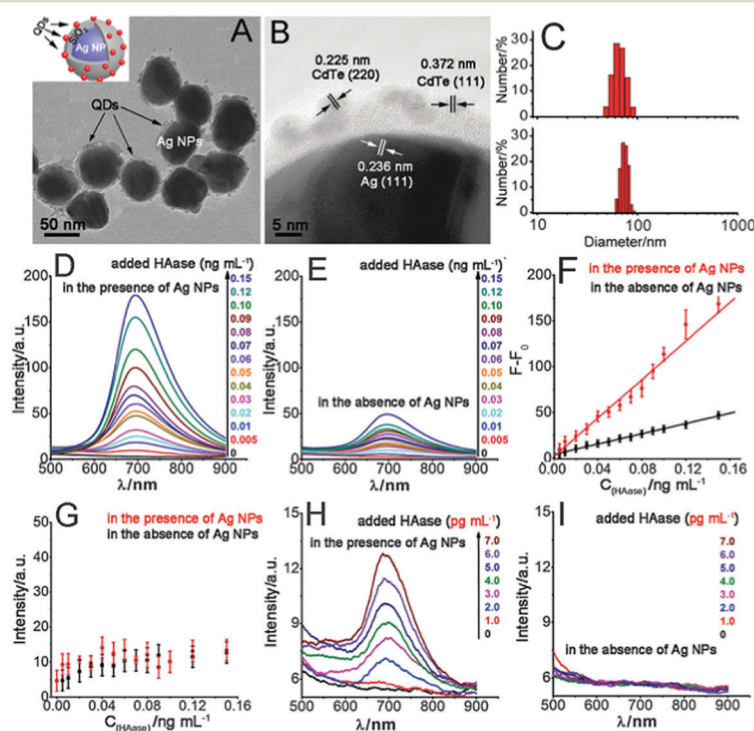 QDs
SiO₂
Ag NP
A
QDs
Ag NPs
50 nm
B
0.225 nm
CdTe (220)
0.372 nm
CdTe (111)
0.236 nm
Ag (111)
5 nm
C
Number/%
30
20
10
0
Number/%
30
20
10
0
10 100 1000
Diameter/nm
D added HAase (ng mL⁻¹)
in the presence of Ag NPs
Intensity/a.u.
200
150
100
50
0
0.15
0.12
0.10
0.09
0.08
0.07
0.06
0.05
0.04
0.03
0.02
0.01
0.005
0
500 600 700 800 900
λ/nm
E added HAase (ng mL⁻¹)
in the absence of Ag NPs
Intensity/a.u.
200
150
100
50
0
0.15
0.12
0.10
0.09
0.08
0.07
0.06
0.05
0.04
0.03
0.02
0.01
0.005
0
500 600 700 800 900
λ/nm
F
in the presence of Ag NPs
in the absence of Ag NPs
F-F₀
200
150
100
50
0
0.00 0.04 0.08 0.12 0.16
C(HAase)/ng mL⁻¹
G
in the presence of Ag NPs
in the absence of Ag NPs
Intensity/a.u.
50
40
30
20
10
0
0.00 0.04 0.08 0.12 0.16
C(HAase)/ng mL⁻¹
H added HAase (pg mL⁻¹)
in the presence of Ag NPs
Intensity/a.u.
15
12
9
6
7.0
6.0
5.0
4.0
3.0
2.0
1.0
0
500 600 700 800 900
λ/nm
I added HAase (pg mL⁻¹)
in the absence of Ag NPs
Intensity/a.u.
15
12
9
6
7.0
6.0
5.0
4.0
3.0
2.0
1.0
0
500 600 700 800 900
λ/nm